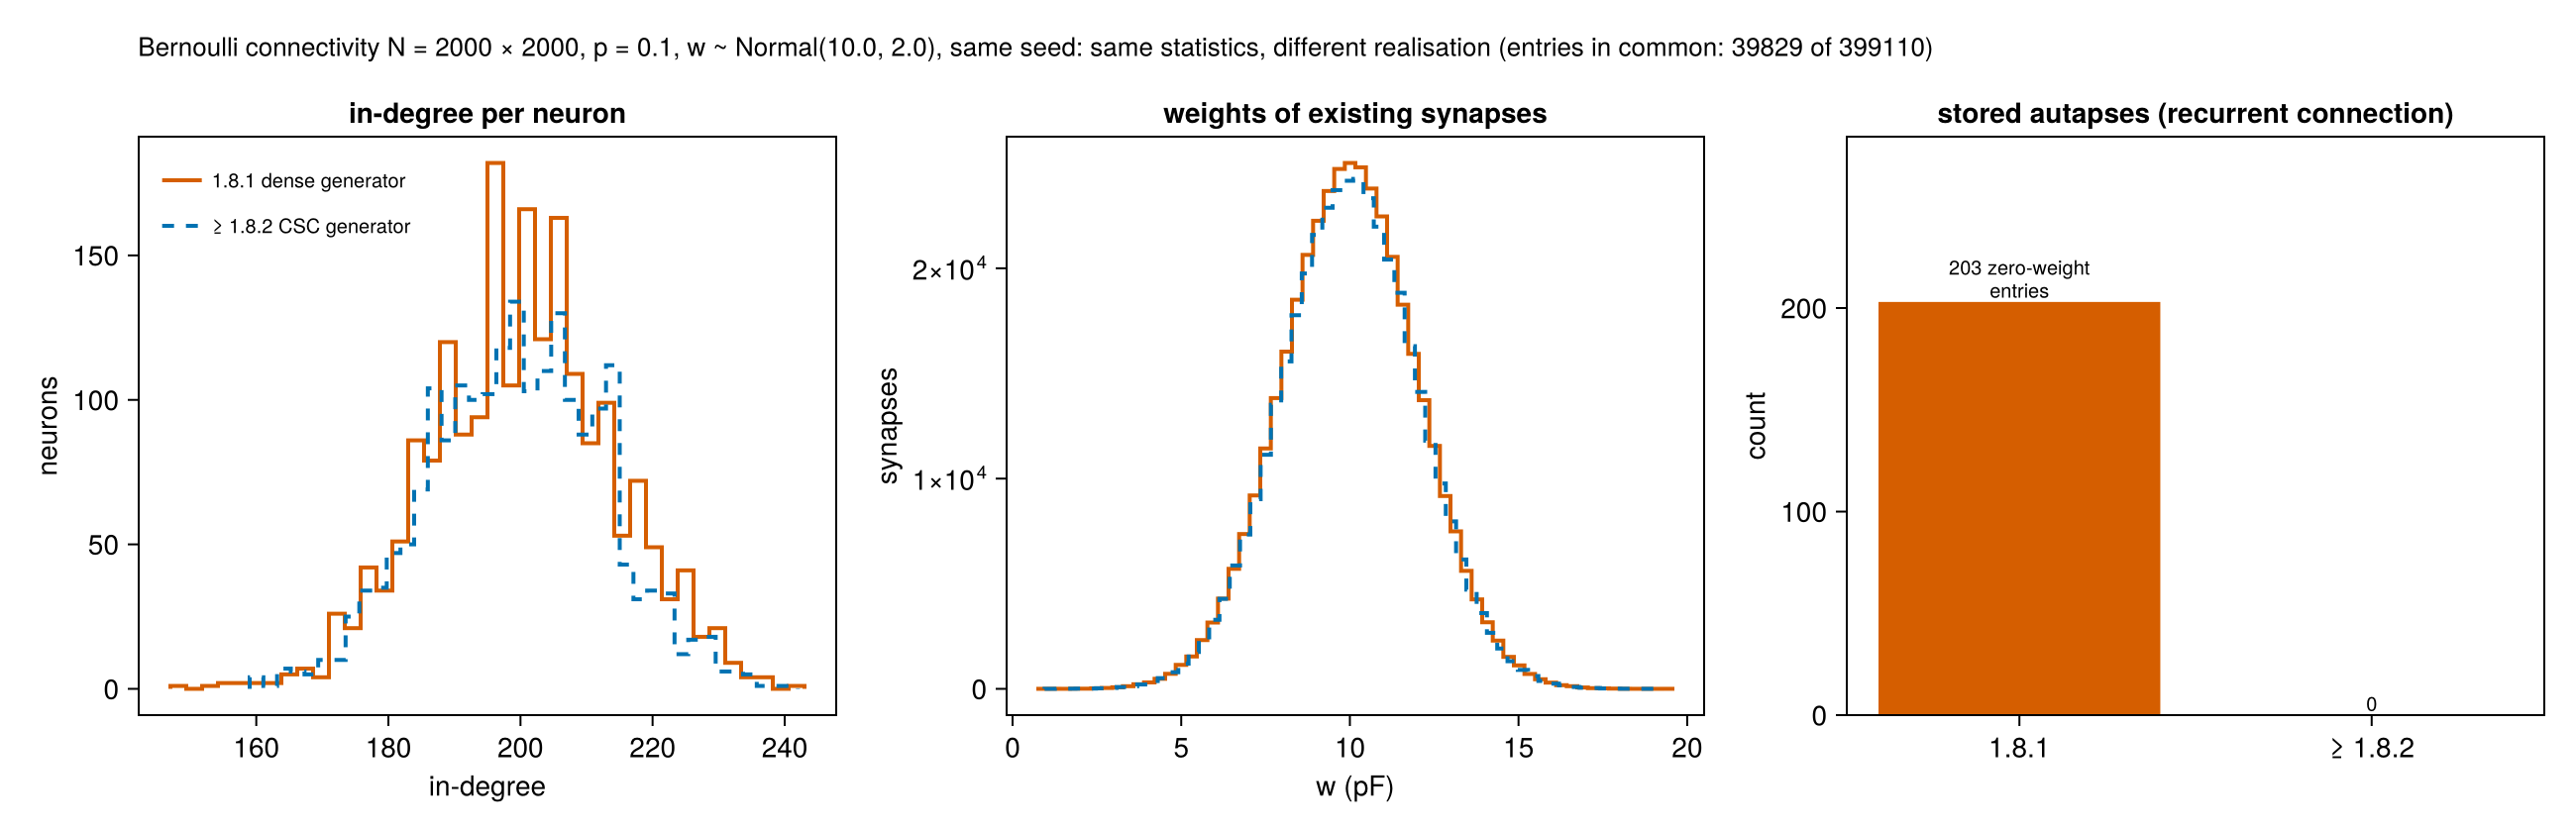 Bernoulli connectivity N = 2000 × 2000, p = 0.1, w ~ Normal(10.0, 2.0), same seed: same statistics, different realisation (entries in common: 39829 of 399110)
in-degree per neuron
1.8.1 dense generator
≥ 1.8.2 CSC generator
neurons
150
100
50
0
160 180 200 220 240
in-degree
weights of existing synapses
synapses
2×10⁴
1×10⁴
0
0 5 10 15 20
w (pF)
stored autapses (recurrent connection)
203 zero-weight
entries
count
200
100
0
0
1.8.1 ≥ 1.8.2